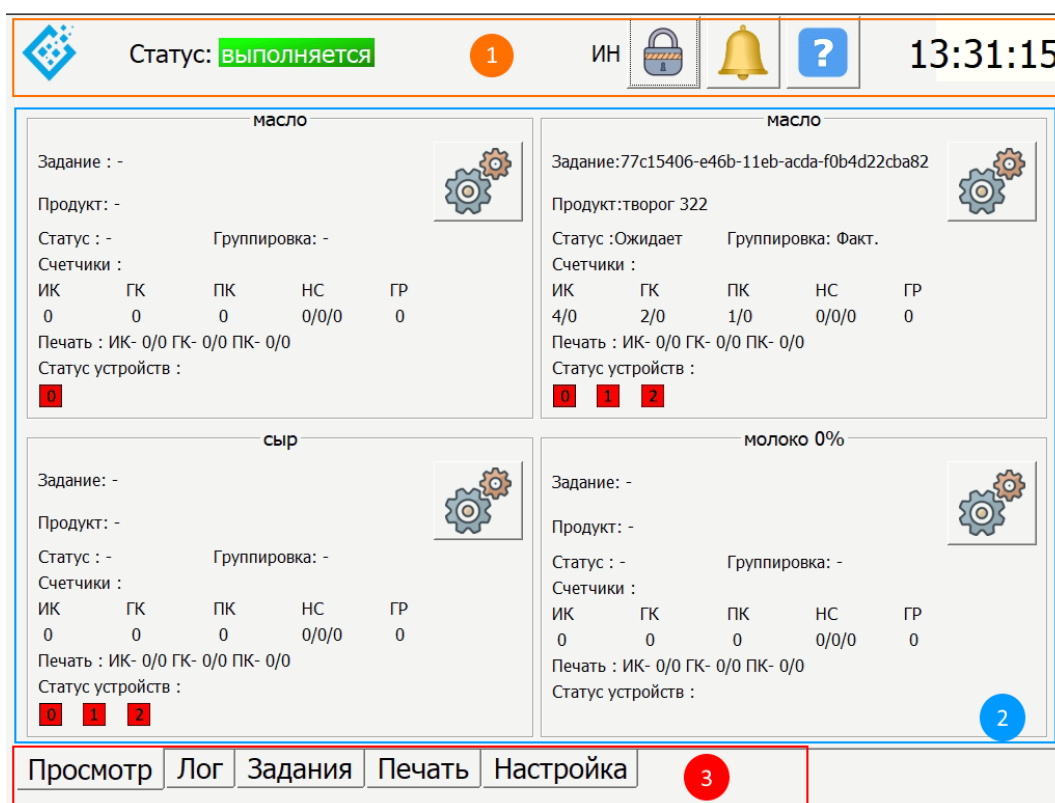 Статус: выполняется
1
ИН
?
13:31:15
масло
Задание : -
Продукт: -
Статус : - Группировка: -
Счетчики :
ИК ГК ПК НС ГР
0 0 0 0/0/0 0
Печать : ИК- 0/0 ГК- 0/0 ПК- 0/0
Статус устройств :
0
масло
Задание:77c15406-e46b-11eb-acda-f0b4d22cba82
Продукт:творог 322
Статус :Ожидает Группировка: Факт.
Счетчики :
ИК ГК ПК НС ГР
4/0 2/0 1/0 0/0/0 0
Печать : ИК- 0/0 ГК- 0/0 ПК- 0/0
Статус устройств :
0 1 2
сыр
Задание: -
Продукт: -
Статус : - Группировка: -
Счетчики :
ИК ГК ПК НС ГР
0 0 0 0/0/0 0
Печать : ИК- 0/0 ГК- 0/0 ПК- 0/0
Статус устройств :
0 1 2
молоко 0%
Задание: -
Продукт: -
Статус : - Группировка: -
Счетчики :
ИК ГК ПК НС ГР
0 0 0 0/0/0 0
Печать : ИК- 0/0 ГК- 0/0 ПК- 0/0
Статус устройств :
2
Просмотр Лог Задания Печать Настройка
3